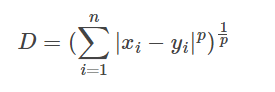 D = (∑_{i=1}^{n} |x_i − y_i|^p)^{1/p}